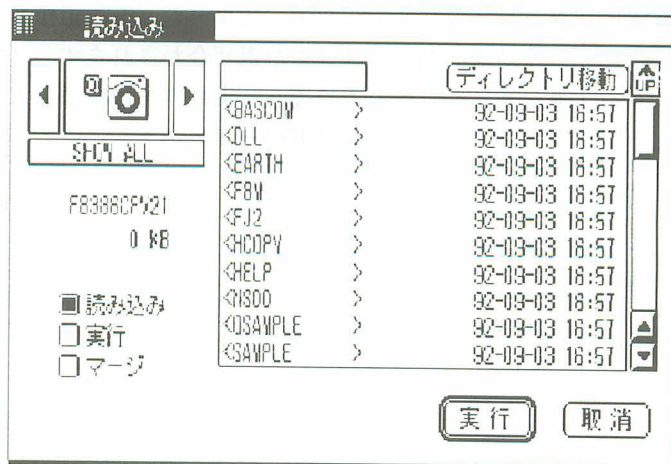 読み込み
D
ディレクトリ移動
UP
SHOW ALL
0 KB
読み込み
実行
マージ
<BASCOM > 92-09-03 16:57
<DLL > 92-09-03 16:57
<EARTH > 92-09-03 16:57
<FBW > 92-09-03 16:57
<FJ2 > 92-09-03 16:57
<HCOPY > 92-09-03 16:57
<HELP > 92-09-03 16:57
<NSDD > 92-09-03 16:57
<QSAMPLE > 92-09-03 16:57
<SAMPLE > 92-09-03 16:57
実行
取消